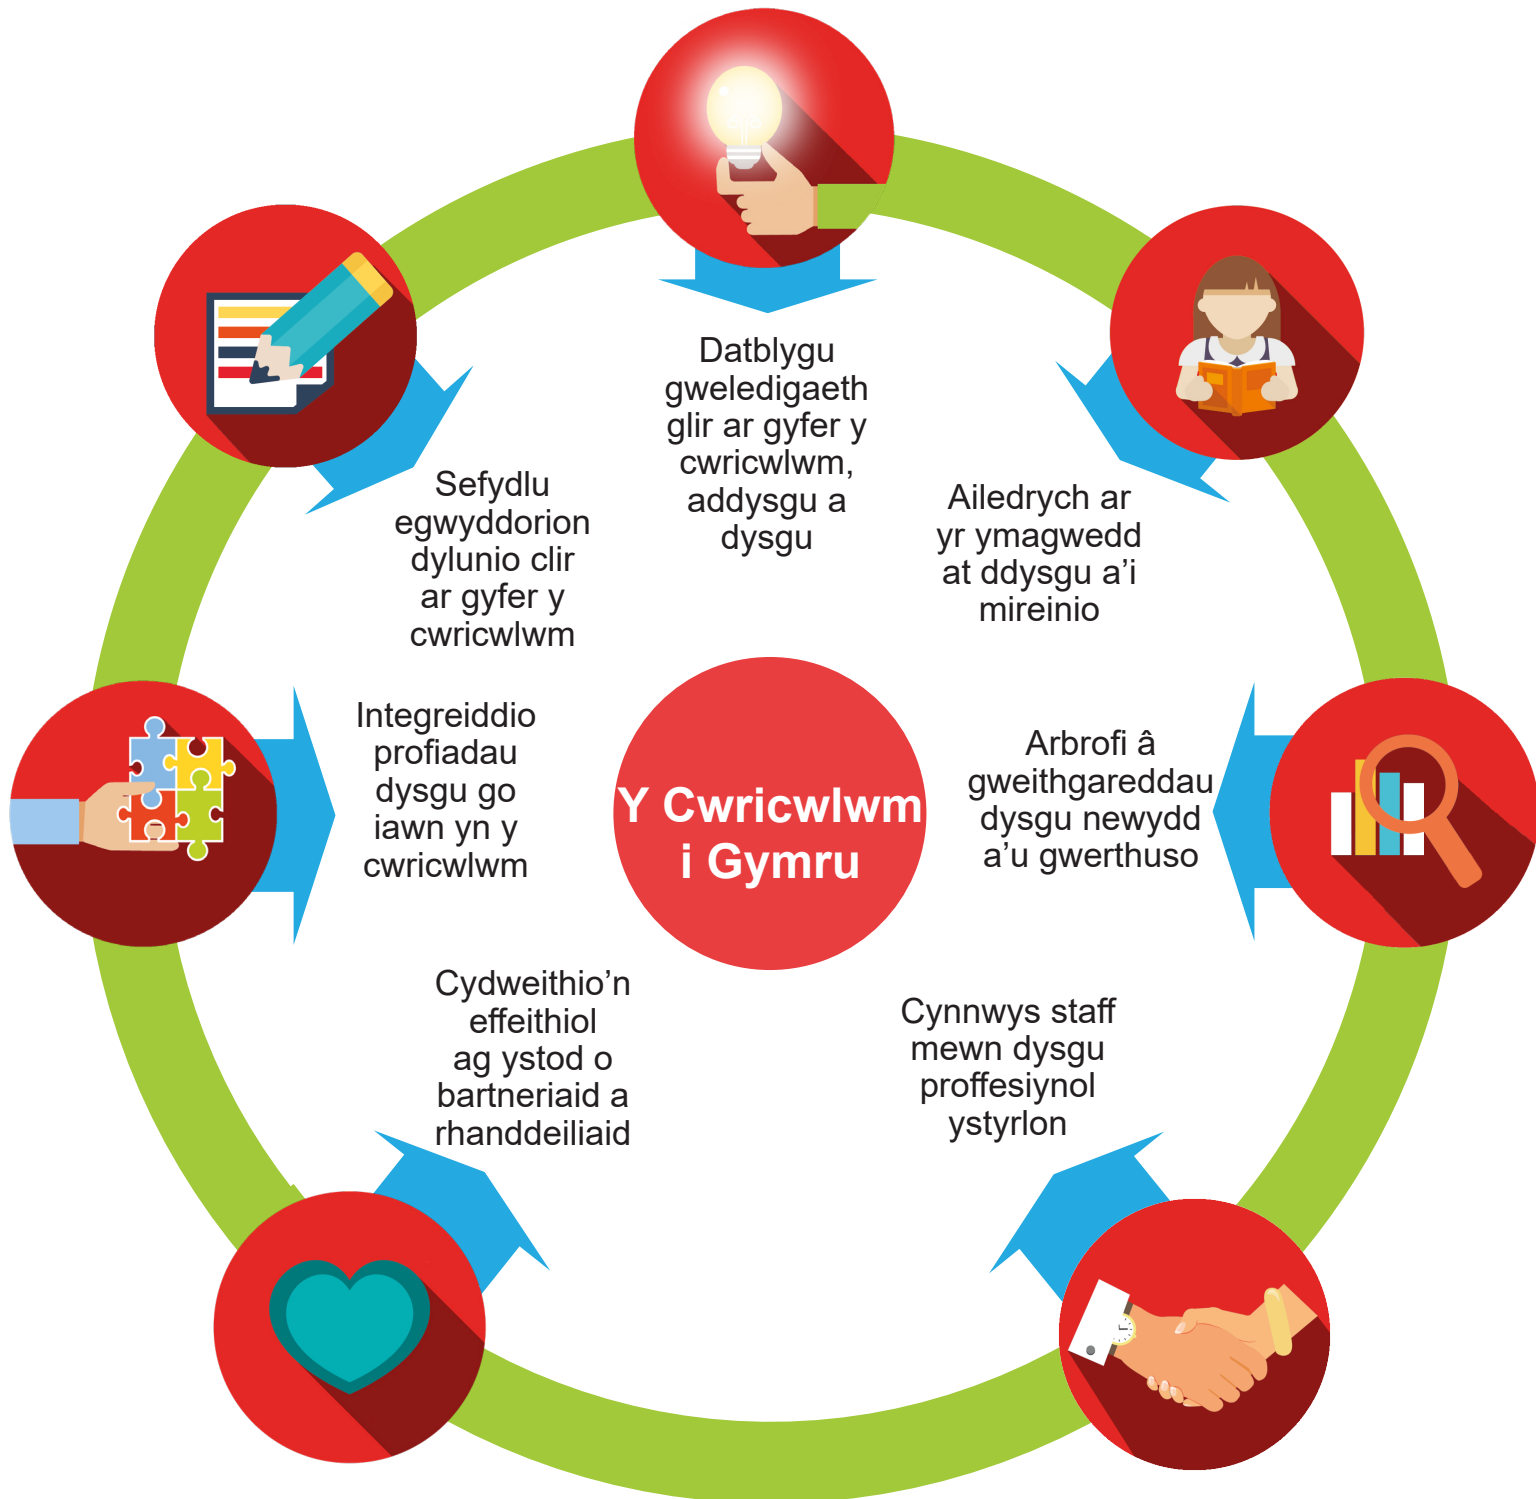 Datblygu
gweledigaeth
glir ar gyfer y
cwricwlwm,
addysgu a
dysgu
Ailedrych ar
yr ymagwedd
at ddysgu a’i
mireinio
Arbrofi â
gweithgareddau
dysgu newydd
a’u gwerthuso
Cynnwys staff
mewn dysgu
proffesiynol
ystyrlon
Cydweithio’n
effeithiol
ag ystod o
bartneriaid a
rhanddeiliaid
Integreiddio
profiadau
dysgu go
iawn yn y
cwricwlwm
Sefydlu
egwyddorion
dylunio clir
ar gyfer y
cwricwlwm
Y Cwricwlwm
i Gymru